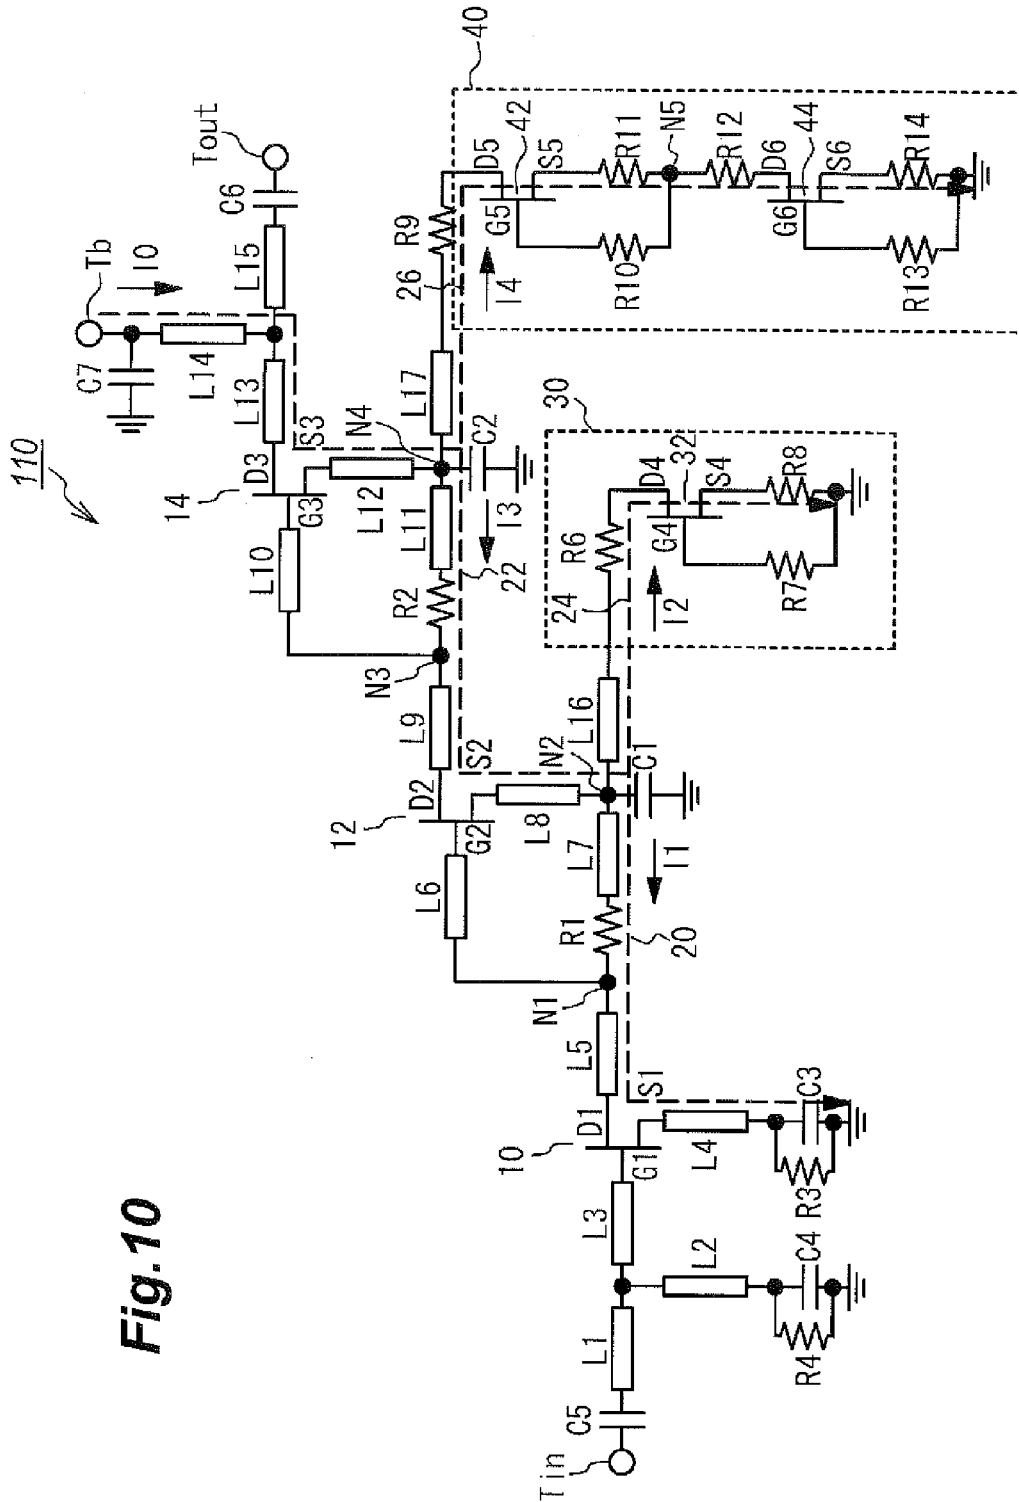 Fig.10
110
Tb
I0
Tout
C7
L14
C6
L15
L13
14
D3
S3
G3
L10
L12
N4
L17
R9
D5
40
26
I4
G5
42
S5
R11
R10
N5
R12
D6
44
G6
S6
R14
R13
N3
R2
L11
C2
I3
22
L9
12
D2
S2
G2
L6
L8
N2
L16
30
R6
D4
24
I2
G4
32
S4
R8
R7
N1
R1
L7
C1
I1
20
L5
10
D1
S1
G1
L4
C3
R3
Tin
C5
L1
L3
L2
C4
R4